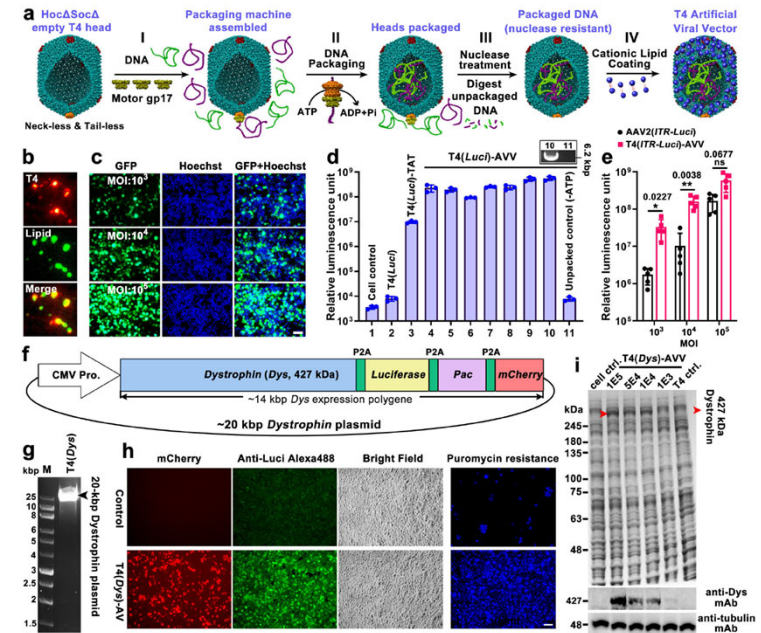 a
HocΔSocΔ
empty T4 head
Neck-less & Tail-less
I
DNA
Motor gp17
Packaging machine
assembled
II
DNA
Packaging
ATP
ADP+Pi
Heads packaged
III
Nuclease
treatment
Digest
unpackaged
DNA
Packaged DNA
(nuclease resistant)
IV
Cationic Lipid
Coating
T4 Artificial
Viral Vector
b
T4
Lipid
Merge
c
GFP
Hoechst
GFP+Hoechst
MOI:10³
MOI:10⁴
MOI:10⁵
d
T4(Luci)-AVV
10 11
6.2 kbp
Relative luminescence unit
10⁹
10⁸
10⁷
10⁶
10⁵
10⁴
10³
Cell control
T4(Luci)
T4(Luci)-TAT
Unpacked control (-ATP)
1 2 3 4 5 6 7 8 9 10 11
e
AAV2(ITR-Luci)
T4(ITR-Luci)-AVV
Relative luminescence unit
10⁹
10⁸
10⁷
10⁶
10⁵
0.0227
*
0.0038
**
0.0677
ns
10³ 10⁴ 10⁵
MOI
f
CMV Pro.
Dystrophin (Dys, 427 kDa)
P2A
Luciferase
P2A
Pac
P2A
mCherry
~14 kbp Dys expression polygene
~20 kbp Dystrophin plasmid
g
kbp M T4(Dys)
25
10
8
6
5
4
3
2.5
2
1.5
20-kbp Dystrophin plasmid
h
mCherry
Anti-Luci Alexa488
Bright Field
Puromycin resistance
Control
T4(Dys)-AV
i
T4(Dys)-AVV
cell ctrl.
1E5
5E4
1E4
1E3
T4 ctrl.
kDa
245
180
135
100
75
63
48
427 kDa
Dystrophin
427
anti-Dys
mAb
48
anti-tubulin
mAb